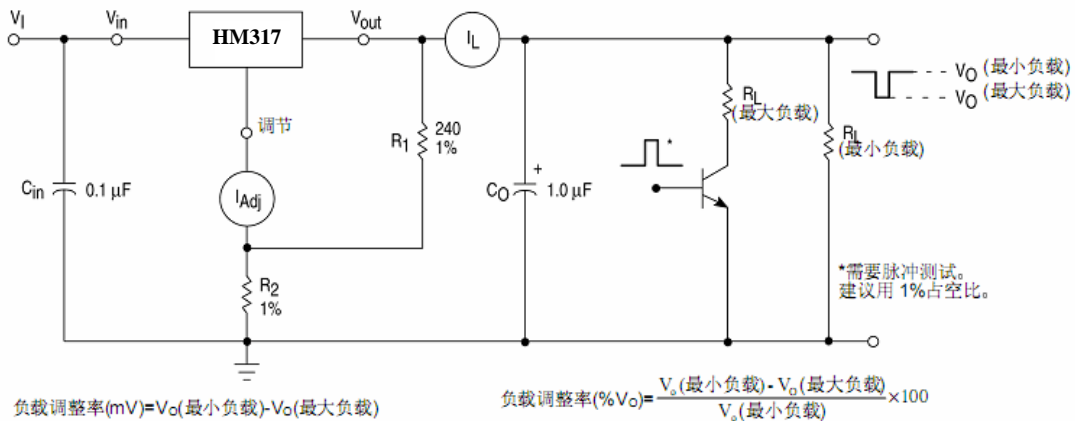 VI
Vin
HM317
Vout
IL
VO (最小负载)
VO (最大负载)
RL
(最大负载)
RL
(最小负载)
调节
R1
240
1%
*
Cin
0.1 μF
IAdj
CO
+
1.0 μF
R2
1%
*需要脉冲测试。
建议用 1%占空比。
负载调整率(mV)=VO(最小负载)-VO(最大负载)
负载调整率(%VO)=
Vo(最小负载)-VO(最大负载)
Vo(最小负载)
×100